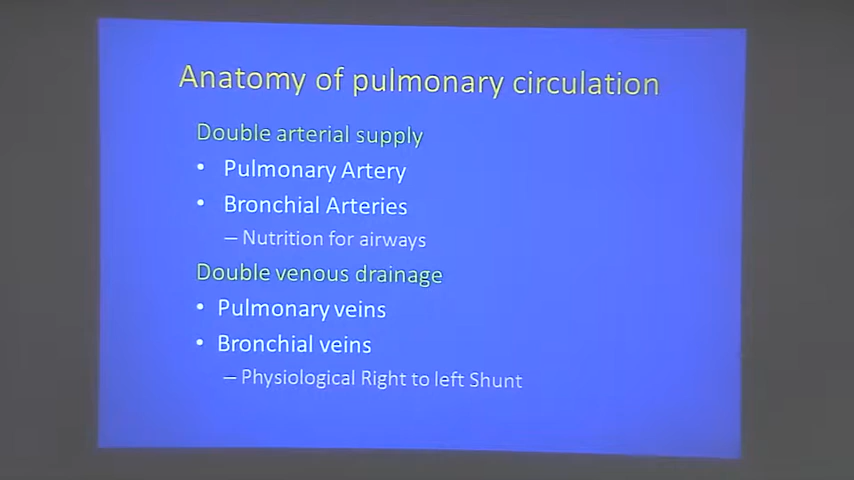 Anatomy of pulmonary circulation
Double arterial supply
• Pulmonary Artery
• Bronchial Arteries
– Nutrition for airways
Double venous drainage
• Pulmonary veins
• Bronchial veins
– Physiological Right to left Shunt